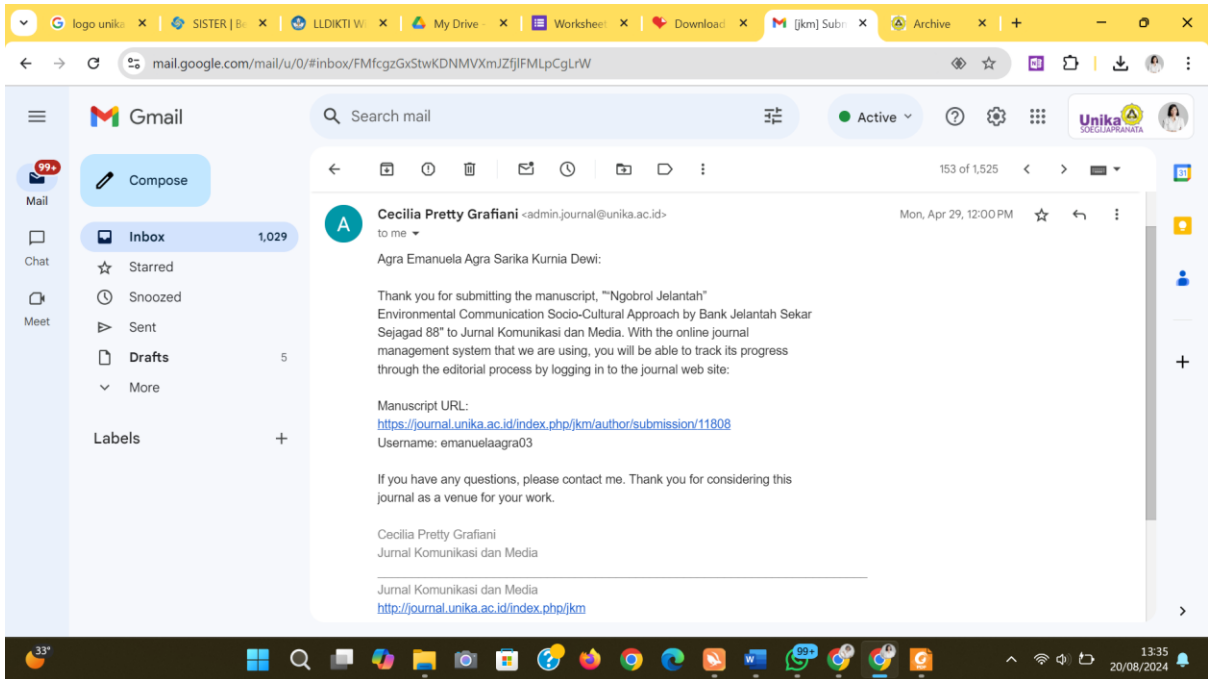 logo unika
SISTER | Be
LLDIKTI Wi
My Drive -
Worksheet
Download
[jkm] Subm
Archive
mail.google.com/mail/u/0/#inbox/FMfcgzGxStwKDNMVXmJZfjlFMLpCgLrW
Gmail
Search mail
Active
Unika
SOEGIJAPRANATA
99+
Mail
Chat
Meet
Compose
Inbox 1,029
Starred
Snoozed
Sent
Drafts 5
More
Labels
153 of 1,525
31
A
Cecilia Pretty Grafiani <admin.journal@unika.ac.id> Mon, Apr 29, 12:00 PM
to me
Agra Emanuela Agra Sarika Kurnia Dewi:
Thank you for submitting the manuscript, "“Ngobrol Jelantah”
Environmental Communication Socio-Cultural Approach by Bank Jelantah Sekar
Sejagad 88" to Jurnal Komunikasi dan Media. With the online journal
management system that we are using, you will be able to track its progress
through the editorial process by logging in to the journal web site:
Manuscript URL:
https://journal.unika.ac.id/index.php/jkm/author/submission/11808
Username: emanuelaagra03
If you have any questions, please contact me. Thank you for considering this
journal as a venue for your work.
Cecilia Pretty Grafiani
Jurnal Komunikasi dan Media
Jurnal Komunikasi dan Media
http://journal.unika.ac.id/index.php/jkm
33°
99+
13:35
20/08/2024